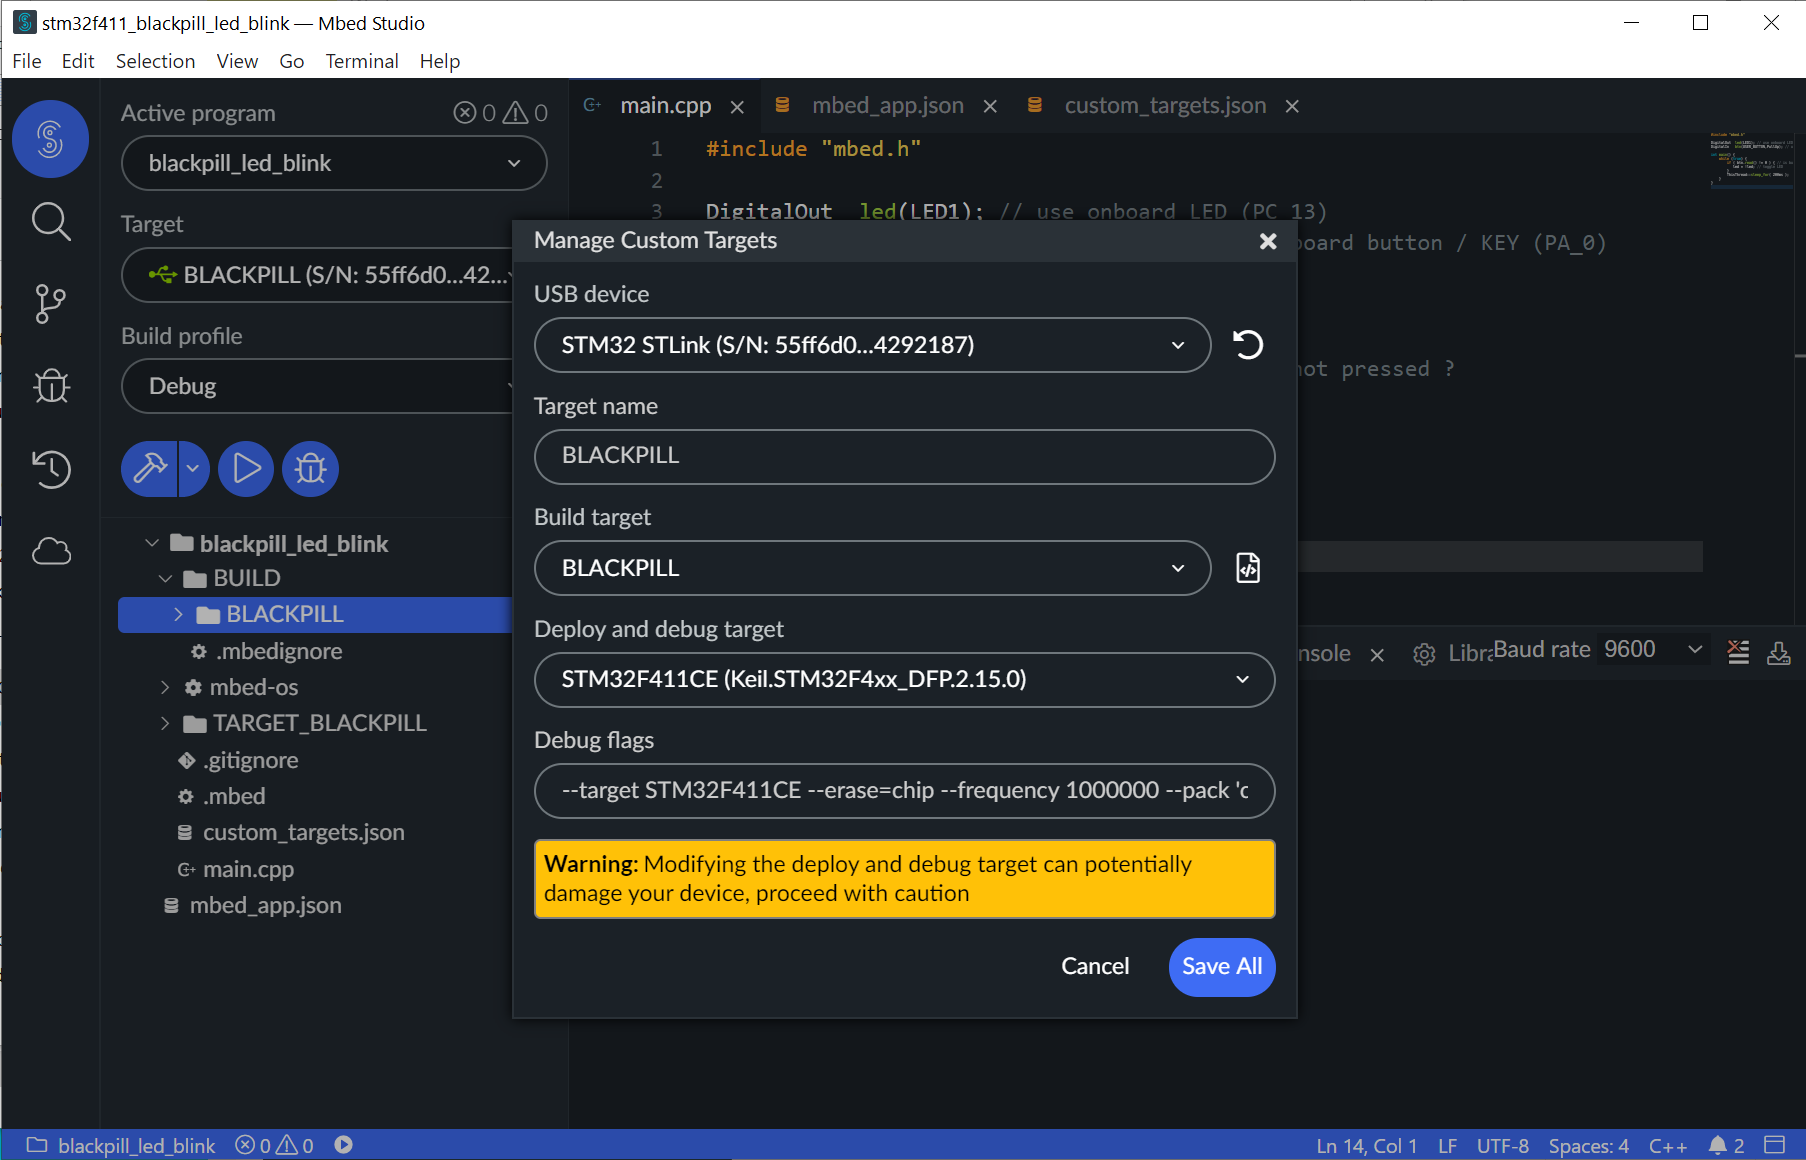 stm32f411_blackpill_led_blink — Mbed Studio
File Edit Selection View Go Terminal Help
Active program 0 0
blackpill_led_blink
Target
BLACKPILL (S/N: 55ff6d0...42...
Build profile
Debug
blackpill_led_blink
BUILD
BLACKPILL
.mbedignore
mbed-os
TARGET_BLACKPILL
.gitignore
.mbed
custom_targets.json
main.cpp
mbed_app.json
main.cpp mbed_app.json custom_targets.json
1 #include "mbed.h"
2
3 DigitalOut led(LED1); // use onboard LED (PC_13)
board button / KEY (PA_0)
not pressed ?
Manage Custom Targets
USB device
STM32 STLink (S/N: 55ff6d0...4292187)
Target name
BLACKPILL
Build target
BLACKPILL
Deploy and debug target
STM32F411CE (Keil.STM32F4xx_DFP.2.15.0)
Debug flags
--target STM32F411CE --erase=chip --frequency 1000000 --pack 'c
Warning: Modifying the deploy and debug target can potentially
damage your device, proceed with caution
Cancel Save All
nsole Libra Baud rate 9600
blackpill_led_blink 0 0 Ln 14, Col 1 LF UTF-8 Spaces: 4 C++ 2